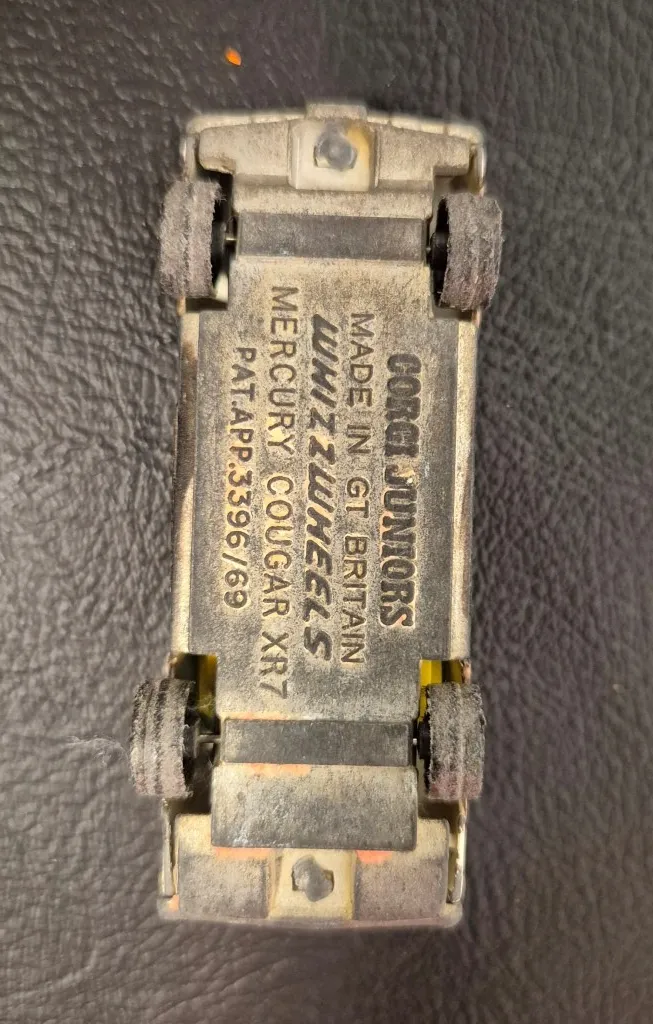 CORGI JUNIORS
MADE IN GT BRITAIN
WHIZZWHEELS
MERCURY COUGAR XR7
PAT.APP.3396/69